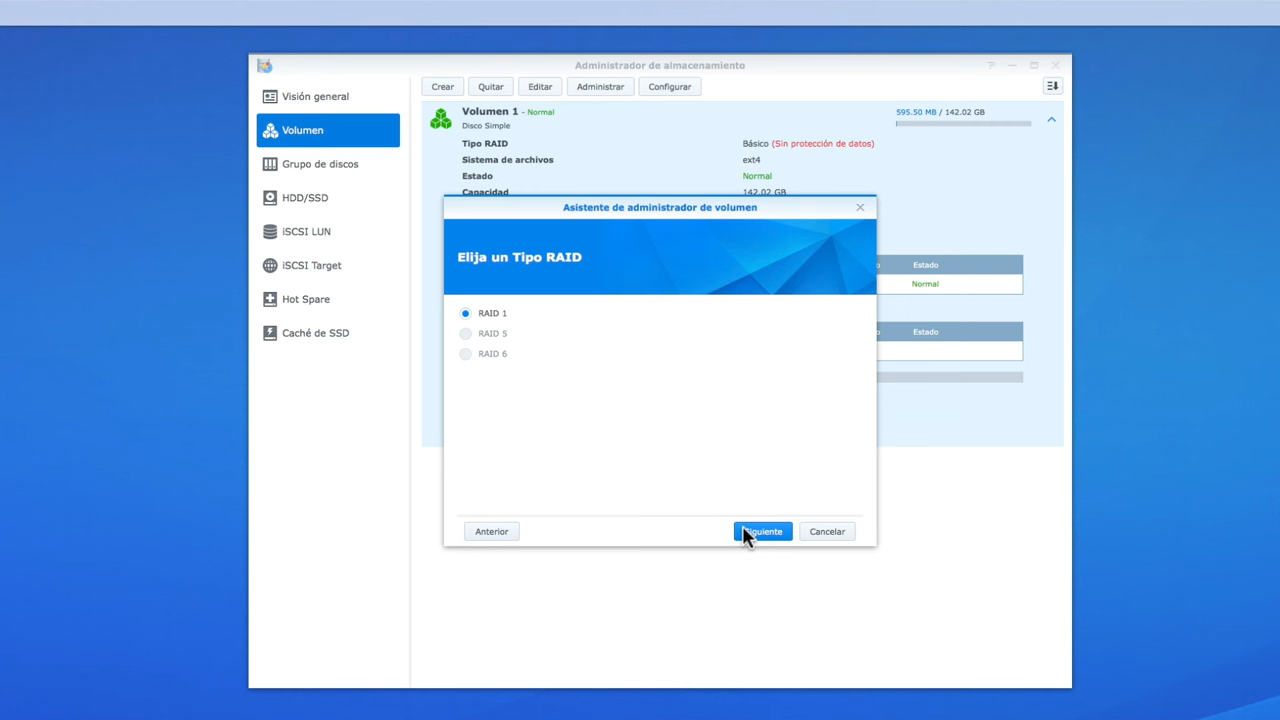 Administrador de almacenamiento
Visión general
Volumen
Grupo de discos
HDD/SSD
iSCSI LUN
iSCSI Target
Hot Spare
Caché de SSD
Crear
Quitar
Editar
Administrar
Configurar
Volumen 1 - Normal
595.50 MB / 142.02 GB
Disco Simple
Tipo RAID
Básico (Sin protección de datos)
Sistema de archivos
ext4
Estado
Normal
Capacidad
142.02 GB
Asistente de administrador de volumen
Elija un Tipo RAID
RAID 1
RAID 5
RAID 6
Anterior
Siguiente
Cancelar
Estado
Normal
Estado